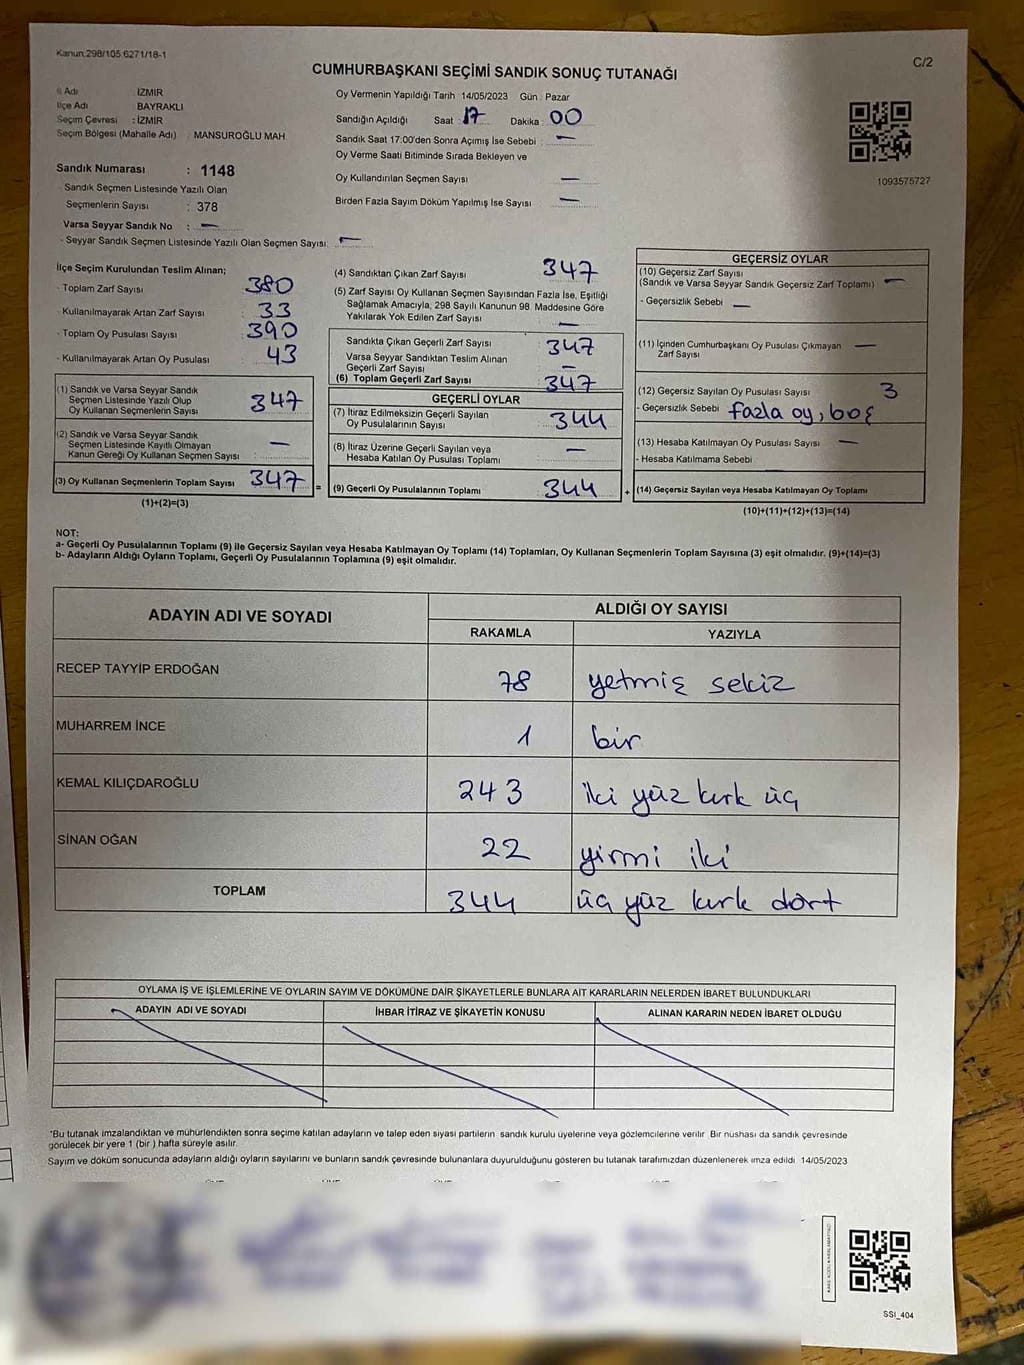 Kanun:298/105 6271/18-1
C/2
CUMHURBAŞKANI SEÇİMİ SANDIK SONUÇ TUTANAĞI
İl Adı İZMİR
İlçe Adı BAYRAKLI
Seçim Çevresi : İZMİR
Seçim Bölgesi (Mahalle Adı) : MANSUROĞLU MAH.
Sandık Numarası : 1148
- Sandık Seçmen Listesinde Yazılı Olan
Seçmenlerin Sayısı : 378
Varsa Seyyar Sandık No : —
- Seyyar Sandık Seçmen Listesinde Yazılı Olan Seçmen Sayısı: —
Oy Vermenin Yapıldığı Tarih : 14/05/2023 Gün : Pazar
Sandığın Açıldığı Saat : 17 Dakika : 00
Sandık Saat 17:00'den Sonra Açımış İse Sebebi : —
Oy Verme Saati Bitiminde Sırada Bekleyen ve
Oy Kullandırılan Seçmen Sayısı —
Birden Fazla Sayım Döküm Yapılmış İse Sayısı —
1093575727
İlçe Seçim Kurulundan Teslim Alınan;
- Toplam Zarf Sayısı 380
- Kullanılmayarak Artan Zarf Sayısı 33
- Toplam Oy Pusulası Sayısı 390
- Kullanılmayarak Artan Oy Pusulası 43
(1) Sandık ve Varsa Seyyar Sandık
Seçmen Listesinde Yazılı Olup
Oy Kullanan Seçmenlerin Sayısı 347
(2) Sandık ve Varsa Seyyar Sandık
Seçmen Listesinde Kayıtlı Olmayan
Kanun Gereği Oy Kullanan Seçmen Sayısı : —
(3) Oy Kullanan Seçmenlerin Toplam Sayısı 347 =
(1)+(2)=(3)
(4) Sandıktan Çıkan Zarf Sayısı 347
(5) Zarf Sayısı Oy Kullanan Seçmen Sayısından Fazla İse, Eşitliği
Sağlamak Amacıyla; 298 Sayılı Kanunun 98. Maddesine Göre
Yakılarak Yok Edilen Zarf Sayısı —
Sandıkta Çıkan Geçerli Zarf Sayısı 347
Varsa Seyyar Sandıktan Teslim Alınan
Geçerli Zarf Sayısı —
(6) Toplam Geçerli Zarf Sayısı 347
GEÇERLİ OYLAR
(7) İtiraz Edilmeksizin Geçerli Sayılan
Oy Pusulalarının Sayısı 344
(8) İtiraz Üzerine Geçerli Sayılan veya
Hesaba Katılan Oy Pusulası Toplamı —
(9) Geçerli Oy Pusulalarının Toplamı 344 +
GEÇERSİZ OYLAR
(10) Geçersiz Zarf Sayısı
(Sandık ve Varsa Seyyar Sandık Geçersiz Zarf Toplamı) —
- Geçersizlik Sebebi —
(11) İçinden Cumhurbaşkanı Oy Pusulası Çıkmayan
Zarf Sayısı —
(12) Geçersiz Sayılan Oy Pusulası Sayısı 3
- Geçersizlik Sebebi fazla oy, boş
(13) Hesaba Katılmayan Oy Pusulası Sayısı —
- Hesaba Katılmama Sebebi
(14) Geçersiz Sayılan veya Hesaba Katılmayan Oy Toplamı
(10)+(11)+(12)+(13)=(14)
NOT:
a- Geçerli Oy Pusulalarının Toplamı (9) ile Geçersiz Sayılan veya Hesaba Katılmayan Oy Toplamı (14) Toplamları, Oy Kullanan Seçmenlerin Toplam Sayısına (3) eşit olmalıdır. (9)+(14)=(3)
b- Adayların Aldığı Oyların Toplamı, Geçerli Oy Pusulalarının Toplamına (9) eşit olmalıdır.
ADAYIN ADI VE SOYADI
ALDIĞI OY SAYISI
RAKAMLA YAZIYLA
RECEP TAYYİP ERDOĞAN 78 yetmiş sekiz
MUHARREM İNCE 1 bir
KEMAL KILIÇDAROĞLU 243 iki yüz kırk üç
SİNAN OĞAN 22 yirmi iki
TOPLAM 344 üç yüz kırk dört
OYLAMA İŞ VE İŞLEMLERİNE VE OYLARIN SAYIM VE DÖKÜMÜNE DAİR ŞİKAYETLERLE BUNLARA AİT KARARLARIN NELERDEN İBARET BULUNDUKLARI
ADAYIN ADI VE SOYADI İHBAR İTİRAZ VE ŞİKAYETİN KONUSU ALINAN KARARIN NEDEN İBARET OLDUĞU
*Bu tutanak imzalandıktan ve mühürlendikten sonra seçime katılan adayların ve talep eden siyasi partilerin sandık kurulu üyelerine veya gözlemcilerine verilir. Bir nüshası da sandık çevresinde
görülecek bir yere 1 (bir) hafta süreyle asılır.
Sayım ve döküm sonucunda adayların aldığı oyların sayılarını ve bunların sandık çevresinde bulunanlara duyurulduğunu gösteren bu tutanak tarafımızdan düzenlenerek imza edildi. 14/05/2023
SSI_404